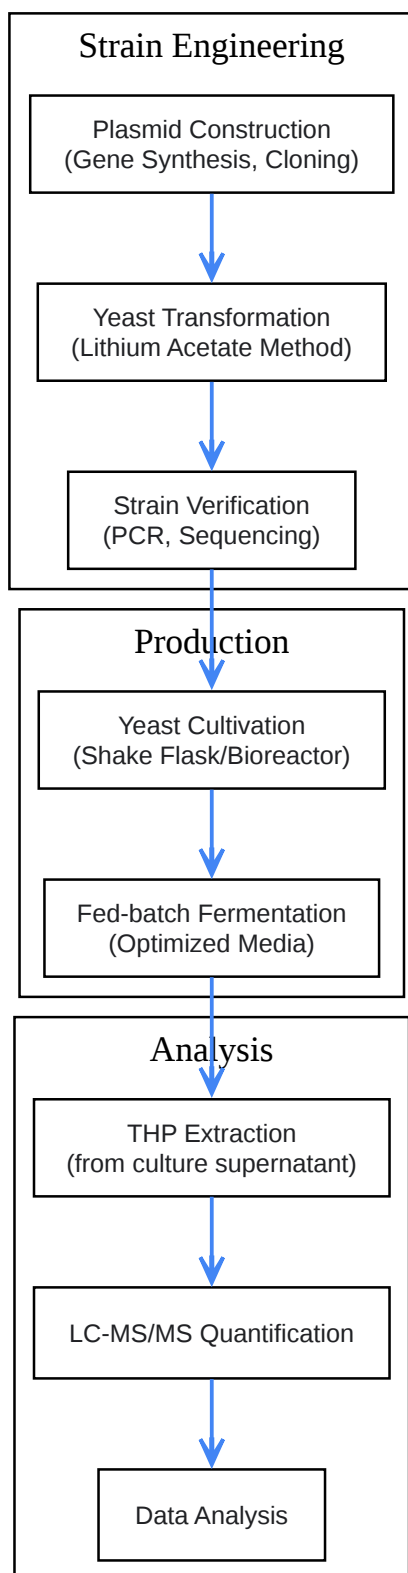 Strain Engineering
Plasmid Construction
(Gene Synthesis, Cloning)
Yeast Transformation
(Lithium Acetate Method)
Strain Verification
(PCR, Sequencing)
Production
Yeast Cultivation
(Shake Flask/Bioreactor)
Fed-batch Fermentation
(Optimized Media)
Analysis
THP Extraction
(from culture supernatant)
LC-MS/MS Quantification
Data Analysis